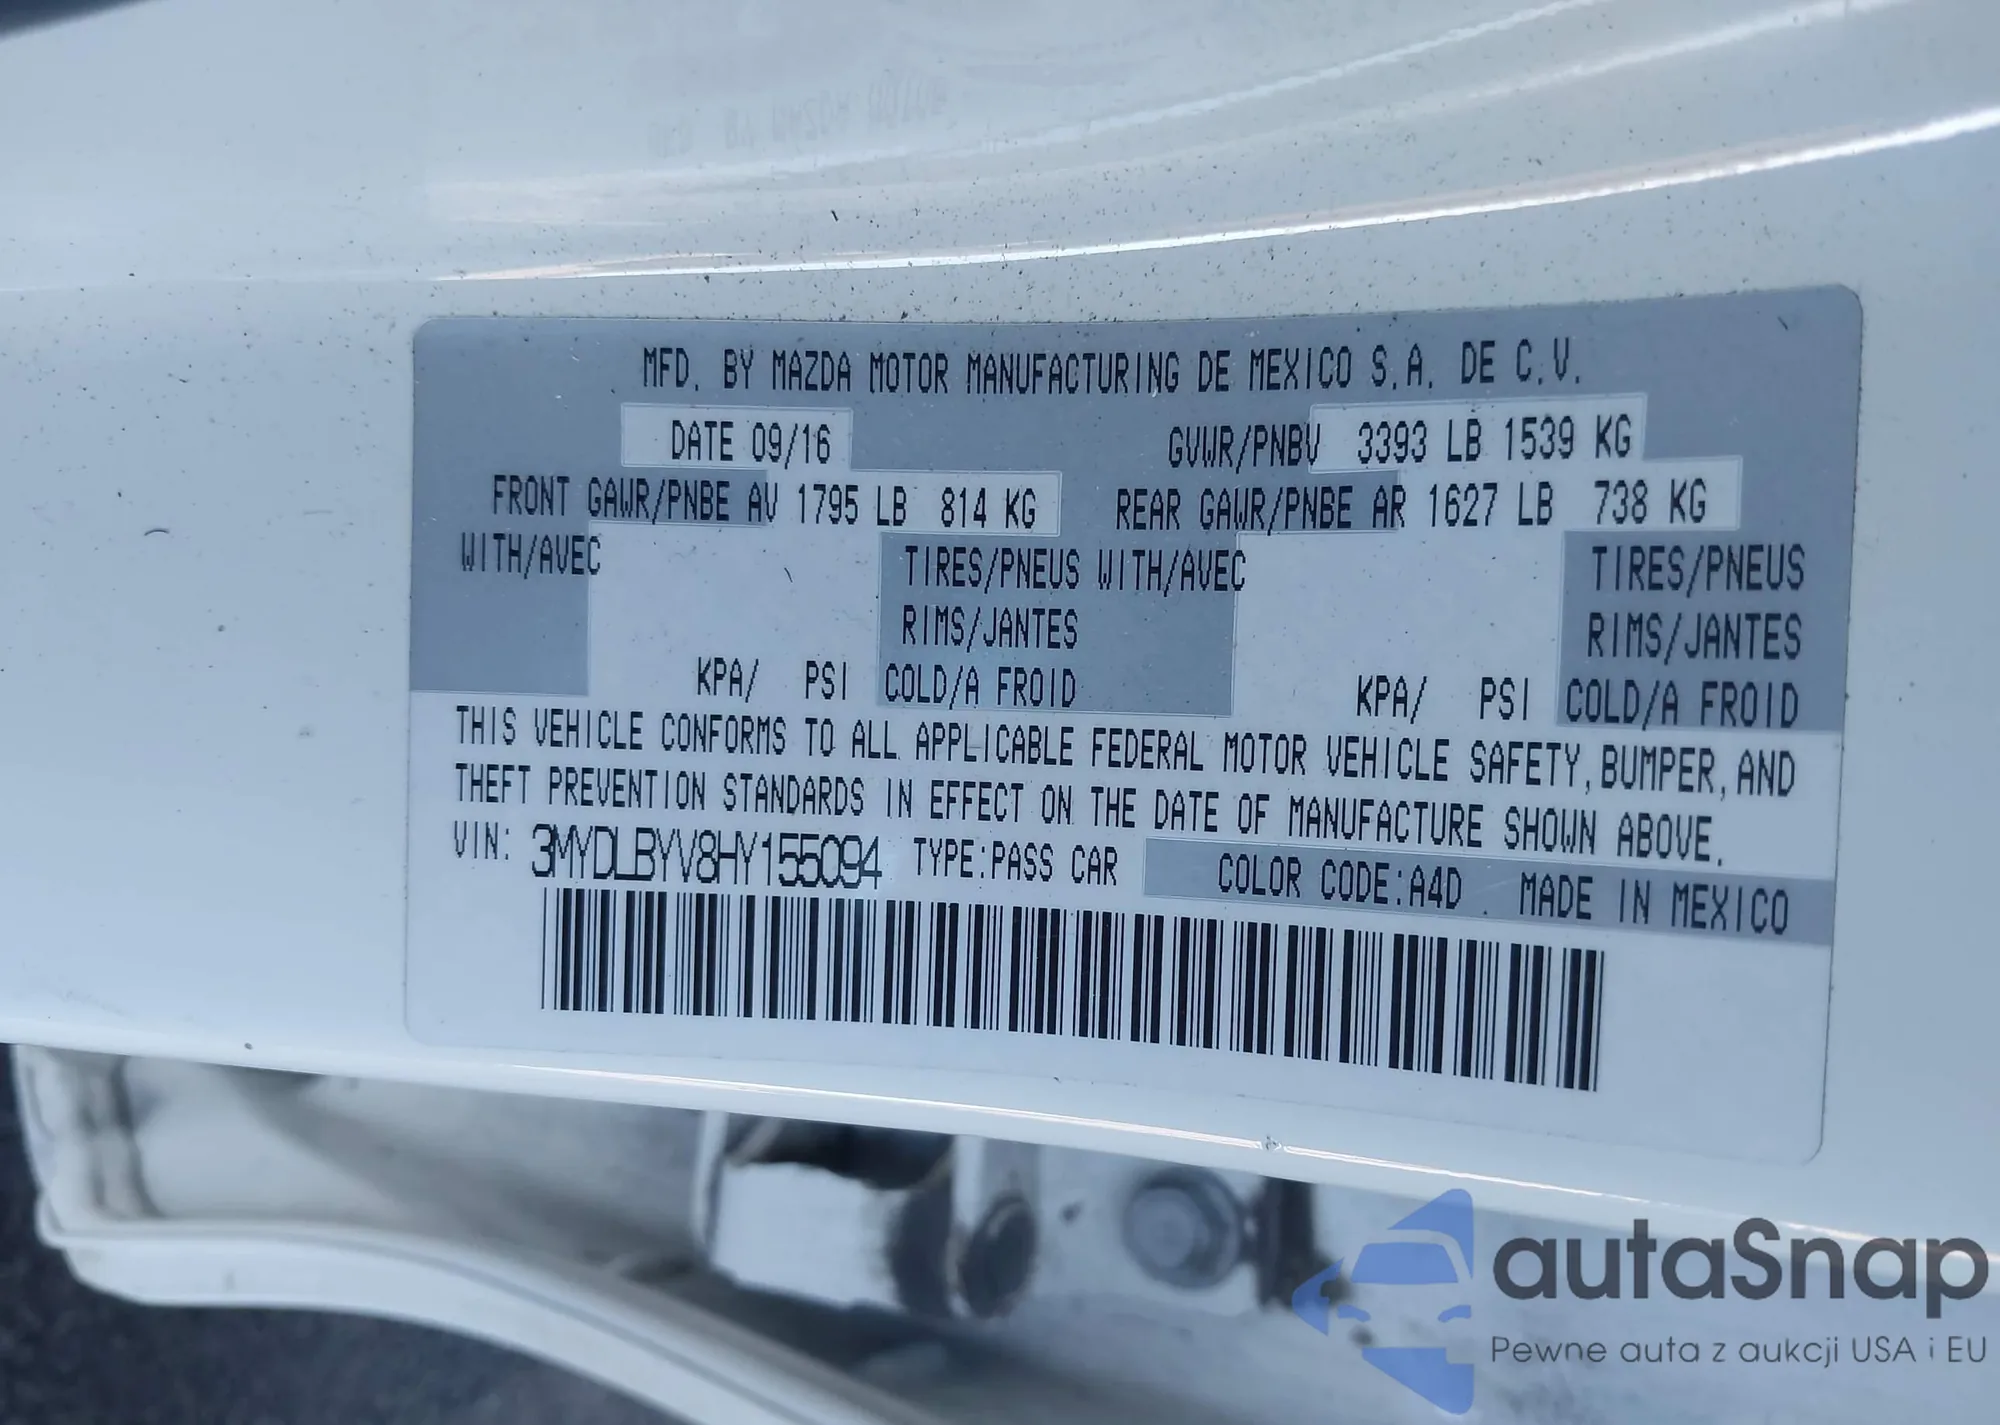 MFD. BY MAZDA MOTOR MANUFACTURING DE MEXICO S.A. DE C.V.
DATE 09/16 GVWR/PNBV 3393 LB 1539 KG
FRONT GAWR/PNBE AV 1795 LB 814 KG REAR GAWR/PNBE AR 1627 LB 738 KG
WITH/AVEC TIRES/PNEUS WITH/AVEC TIRES/PNEUS
RIMS/JANTES RIMS/JANTES
KPA/ PSI COLD/A FROID KPA/ PSI COLD/A FROID
THIS VEHICLE CONFORMS TO ALL APPLICABLE FEDERAL MOTOR VEHICLE SAFETY, BUMPER, AND
THEFT PREVENTION STANDARDS IN EFFECT ON THE DATE OF MANUFACTURE SHOWN ABOVE.
VIN: 3MYDLBYV8HY155094 TYPE:PASS CAR COLOR CODE:A4D . MADE IN MEXICO
autaSnap
Pewne auta z aukcji USA i EU